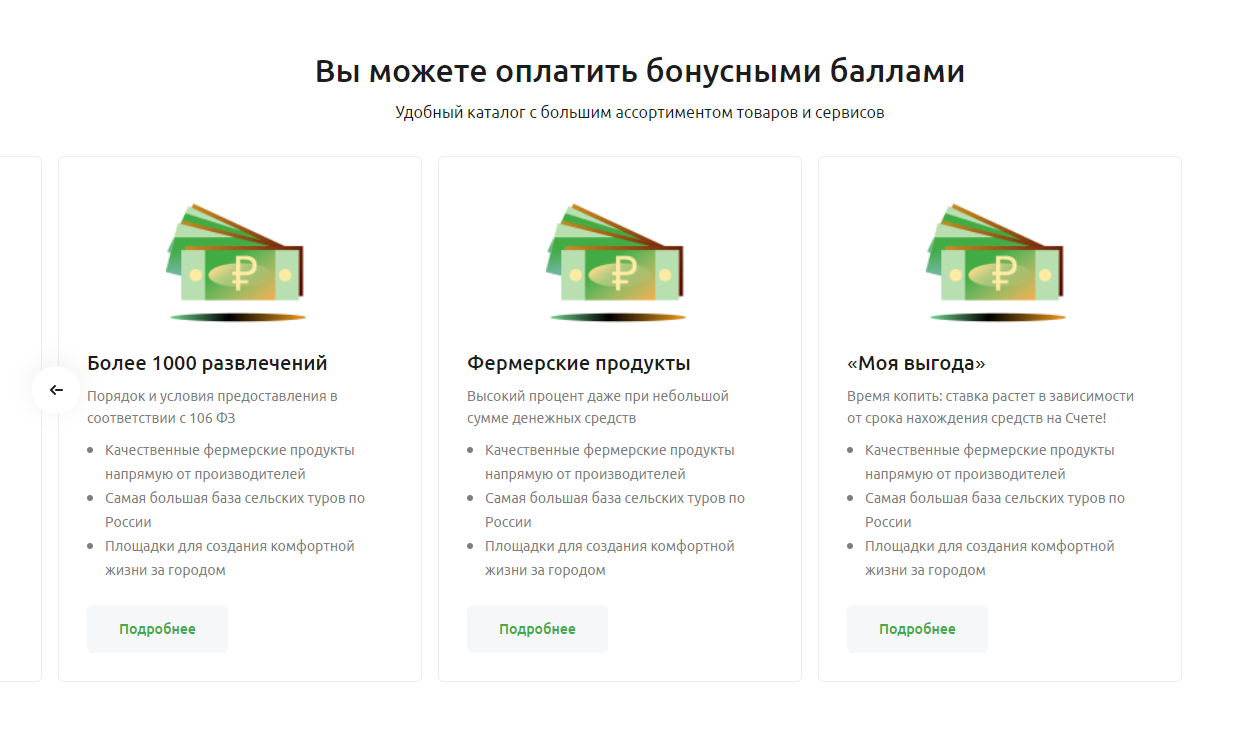 Вы можете оплатить бонусными баллами
Удобный каталог с большим ассортиментом товаров и сервисов
Более 1000 развлечений
Порядок и условия предоставления в
соответствии с 106 ФЗ
Качественные фермерские продукты
напрямую от производителей
Самая большая база сельских туров по
России
Площадки для создания комфортной
жизни за городом
Подробнее
Фермерские продукты
Высокий процент даже при небольшой
сумме денежных средств
Качественные фермерские продукты
напрямую от производителей
Самая большая база сельских туров по
России
Площадки для создания комфортной
жизни за городом
Подробнее
«Моя выгода»
Время копить: ставка растет в зависимости
от срока нахождения средств на Счете!
Качественные фермерские продукты
напрямую от производителей
Самая большая база сельских туров по
России
Площадки для создания комфортной
жизни за городом
Подробнее